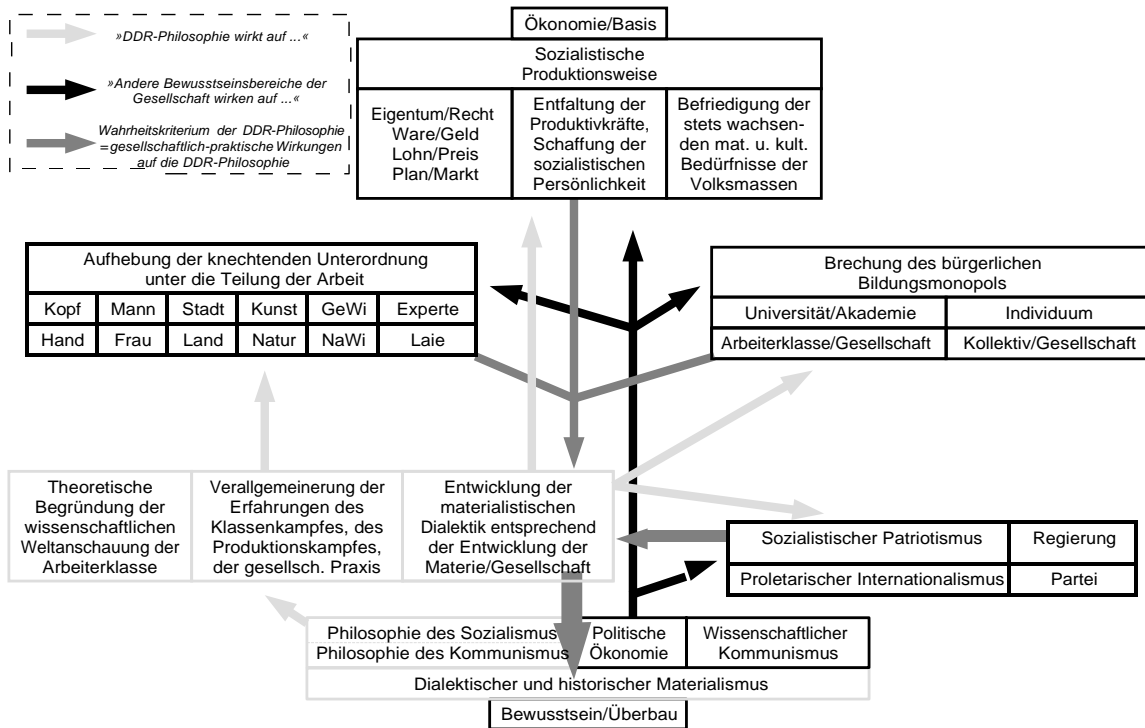 »DDR-Philosophie wirkt auf ...«
»Andere Bewusstseinsbereiche der
Gesellschaft wirken auf ...«
Wahrheitskriterium der DDR-Philosophie
=gesellschaftlich-praktische Wirkungen
auf die DDR-Philosophie
Ökonomie/Basis
Sozialistische
Produktionsweise
Eigentum/Recht
Ware/Geld
Lohn/Preis
Plan/Markt
Entfaltung der
Produktivkräfte,
Schaffung der
sozialistischen
Persönlichkeit
Befriedigung der
stets wachsen-
den mat. u. kult.
Bedürfnisse der
Volksmassen
Aufhebung der knechtenden Unterordnung
unter die Teilung der Arbeit
Kopf Mann Stadt Kunst GeWi Experte
Hand Frau Land Natur NaWi Laie
Brechung des bürgerlichen
Bildungsmonopols
Universität/Akademie Individuum
Arbeiterklasse/Gesellschaft Kollektiv/Gesellschaft
Theoretische
Begründung der
wissenschaftlichen
Weltanschauung der
Arbeiterklasse
Verallgemeinerung der
Erfahrungen des
Klassenkampfes, des
Produktionskampfes,
der gesellsch. Praxis
Entwicklung der
materialistischen
Dialektik entsprechend
der Entwicklung der
Materie/Gesellschaft
Sozialistischer Patriotismus Regierung
Proletarischer Internationalismus Partei
Philosophie des Sozialismus
Philosophie des Kommunismus
Politische
Ökonomie
Wissenschaftlicher
Kommunismus
Dialektischer und historischer Materialismus
Bewusstsein/Überbau